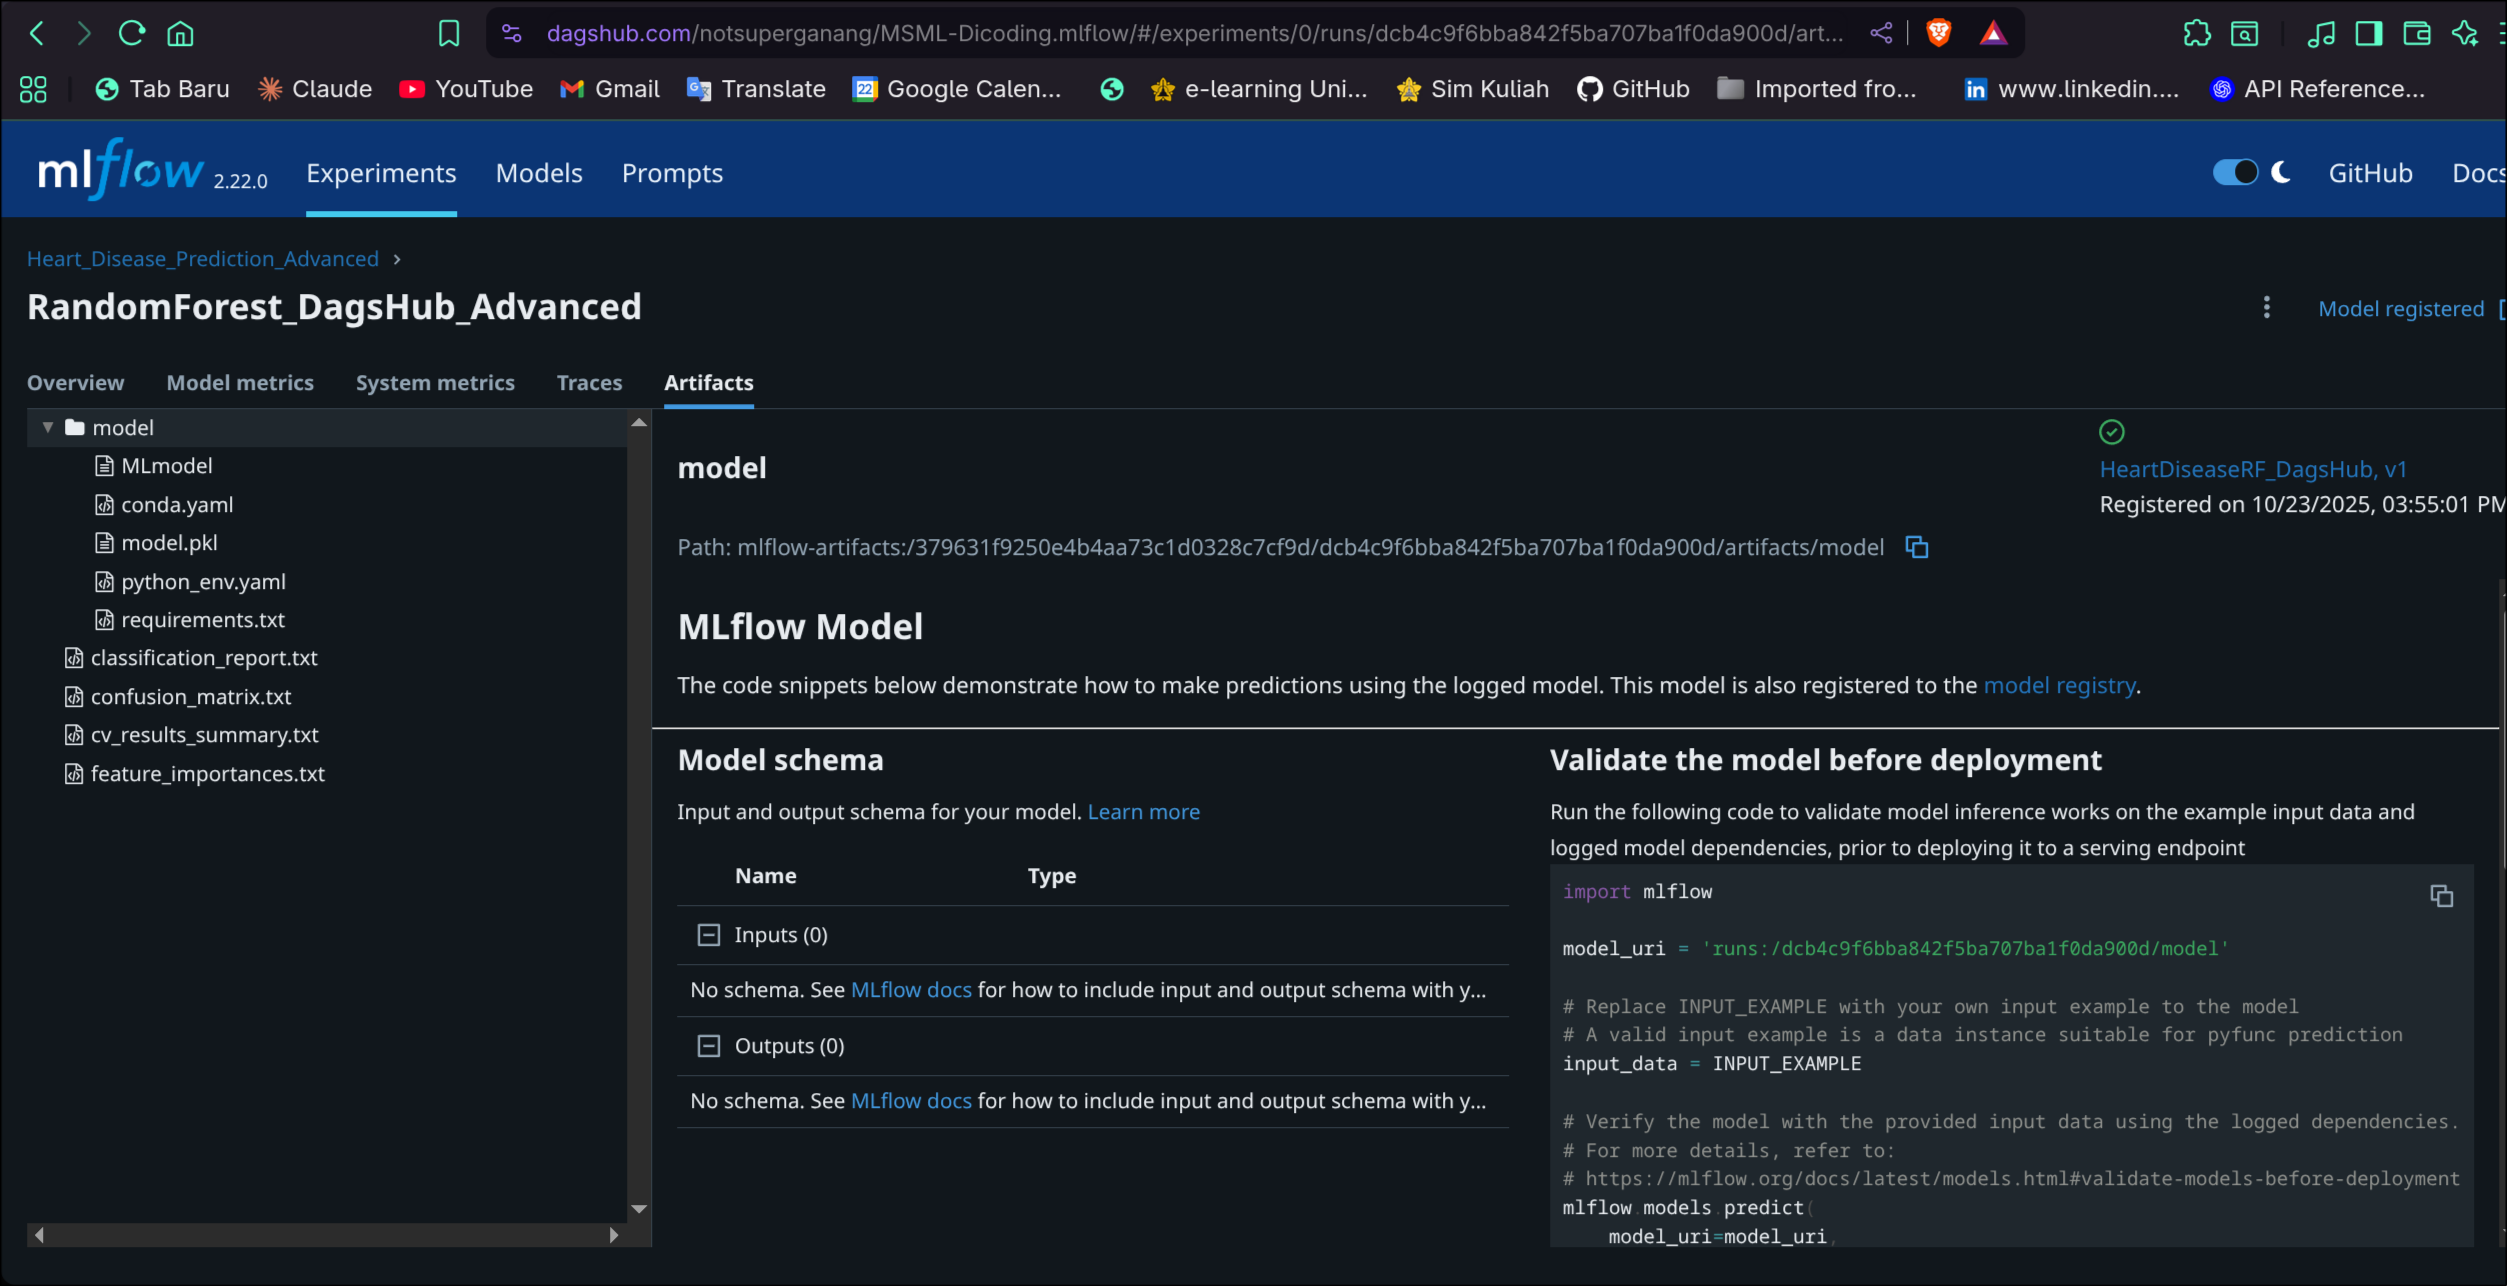 dagshub.com/notsuperganang/MSML-Dicoding.mlflow/#/experiments/0/runs/dcb4c9f6bba842f5ba707ba1f0da900d/art...
Tab Baru Claude YouTube Gmail Translate 22 Google Calen... e-learning Uni... Sim Kuliah GitHub Imported fro... in www.linkedin.... API Reference...
mlflow 2.22.0 Experiments Models Prompts GitHub Docs
Heart_Disease_Prediction_Advanced
RandomForest_DagsHub_Advanced
Model registered
Overview Model metrics System metrics Traces Artifacts
model
MLmodel
conda.yaml
model.pkl
python_env.yaml
requirements.txt
classification_report.txt
confusion_matrix.txt
cv_results_summary.txt
feature_importances.txt
model
HeartDiseaseRF_DagsHub, v1
Registered on 10/23/2025, 03:55:01 PM
Path: mlflow-artifacts:/379631f9250e4b4aa73c1d0328c7cf9d/dcb4c9f6bba842f5ba707ba1f0da900d/artifacts/model
MLflow Model
The code snippets below demonstrate how to make predictions using the logged model. This model is also registered to the model registry.
Model schema
Input and output schema for your model. Learn more
Name Type
Inputs (0)
No schema. See MLflow docs for how to include input and output schema with y...
Outputs (0)
No schema. See MLflow docs for how to include input and output schema with y...
Validate the model before deployment
Run the following code to validate model inference works on the example input data and
logged model dependencies, prior to deploying it to a serving endpoint
import mlflow
model_uri = 'runs:/dcb4c9f6bba842f5ba707ba1f0da900d/model'
# Replace INPUT_EXAMPLE with your own input example to the model
# A valid input example is a data instance suitable for pyfunc prediction
input_data = INPUT_EXAMPLE
# Verify the model with the provided input data using the logged dependencies.
# For more details, refer to:
# https://mlflow.org/docs/latest/models.html#validate-models-before-deployment
mlflow.models.predict(
model_uri=model_uri,